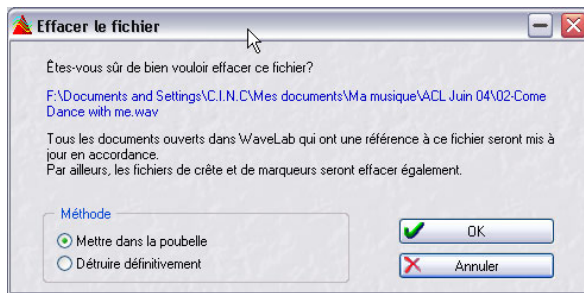 Effacer le fichier
Êtes-vous sûr de bien vouloir effacer ce fichier?
F:\Documents and Settings\C.I.N.C\Mes documents\Ma musique\ACL Juin 04\02-Come
Dance with me.wav
Tous les documents ouverts dans WaveLab qui ont une référence à ce fichier seront mis à
jour en accordance.
Par ailleurs, les fichiers de crête et de marqueurs seront effacer également.
Méthode
Mettre dans la poubelle
Détruire définitivement
OK
Annuler